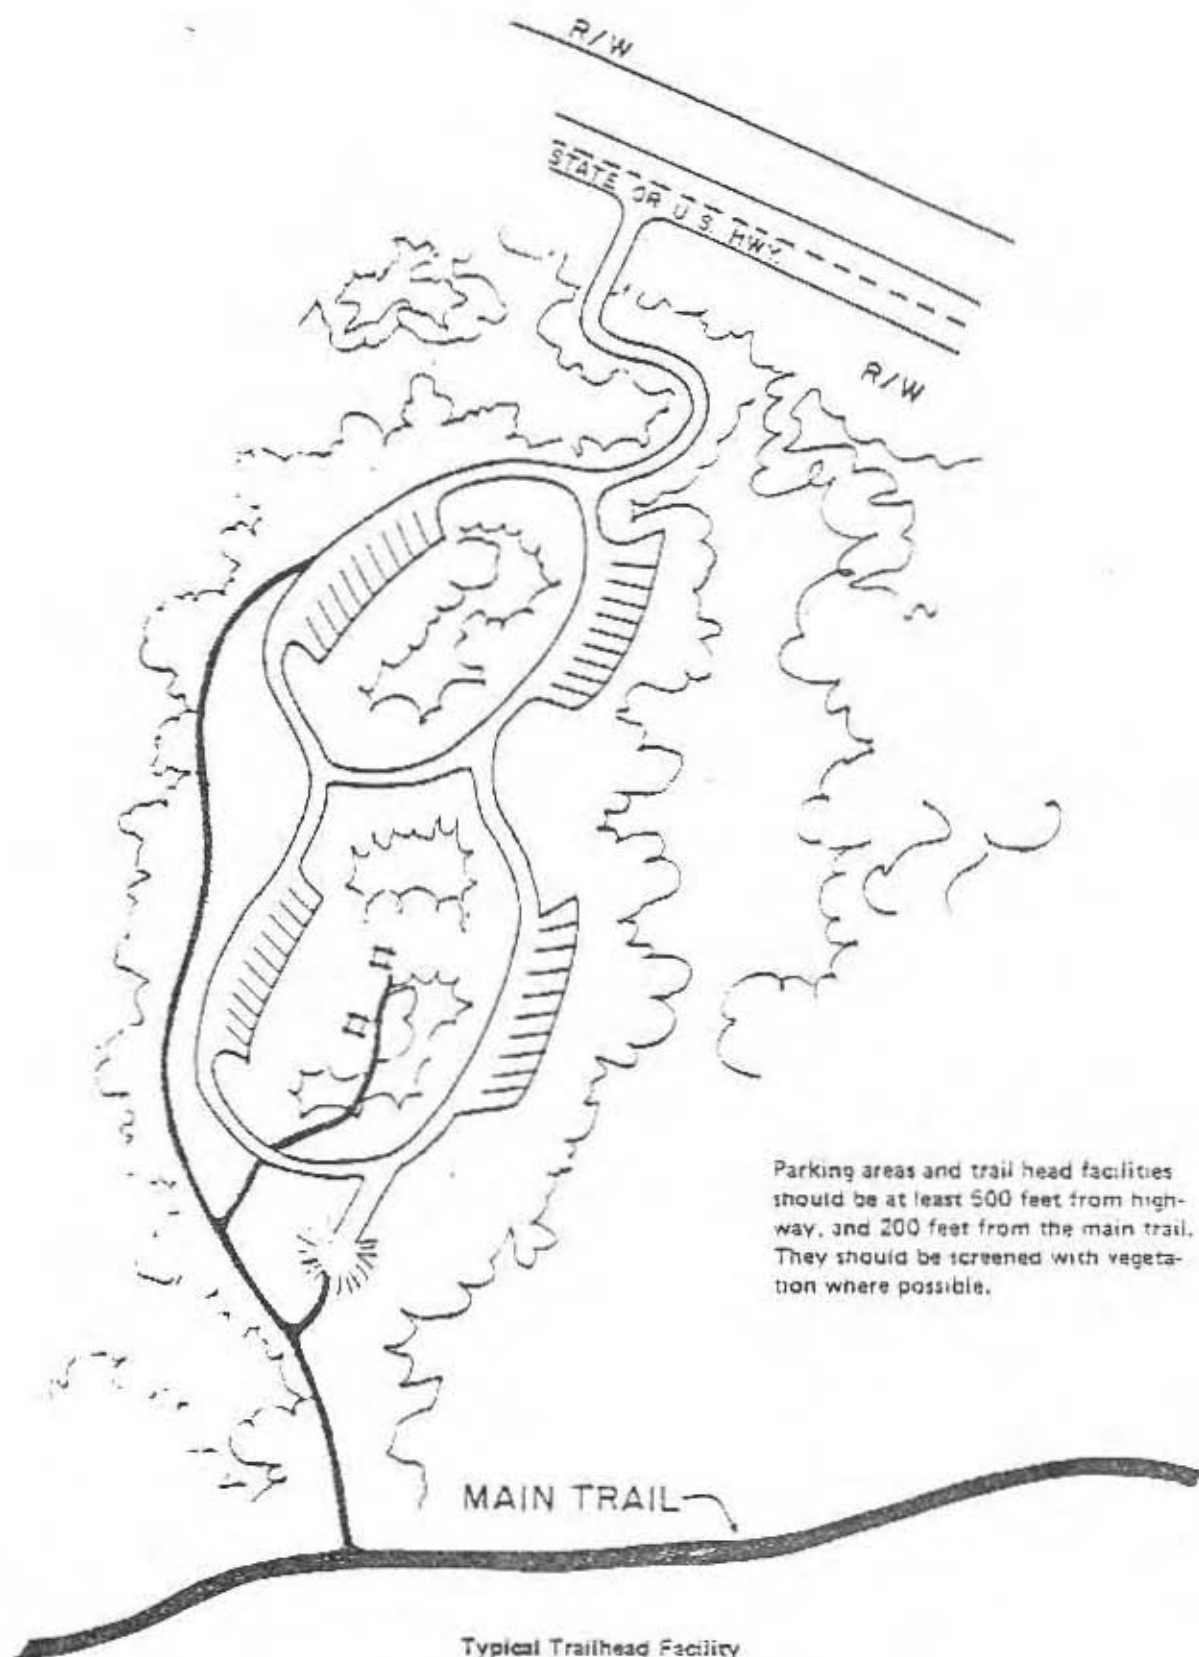 R/W
STATE OR U.S. HWY.
R/W
Parking areas and trail head facilities
should be at least 500 feet from high-
way, and 200 feet from the main trail.
They should be screened with vegeta-
tion where possible.
MAIN TRAIL
Typical Trailhead Facility